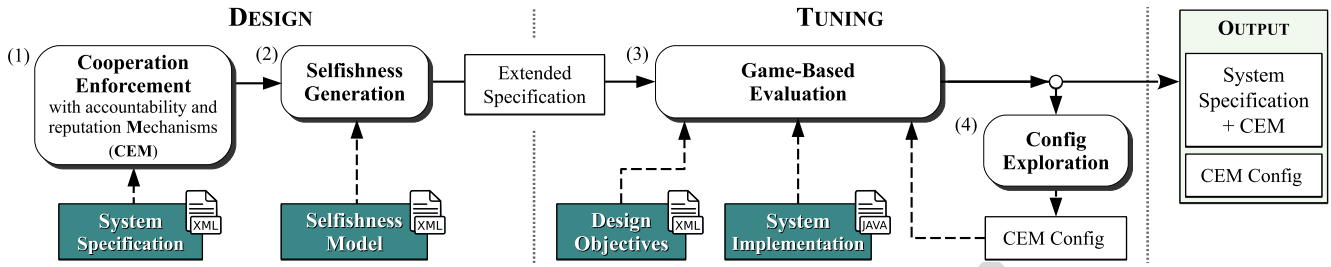 DESIGN
TUNING
(1)
Cooperation
Enforcement
with accountability and
reputation Mechanisms
(CEM)
(2)
Selfishness
Generation
Extended
Specification
(3)
Game-Based
Evaluation
(4)
Config
Exploration
OUTPUT
System
Specification
+ CEM
CEM Config
System
Specification
XML
Selfishness
Model
XML
Design
Objectives
XML
System
Implementation
JAVA
CEM Config